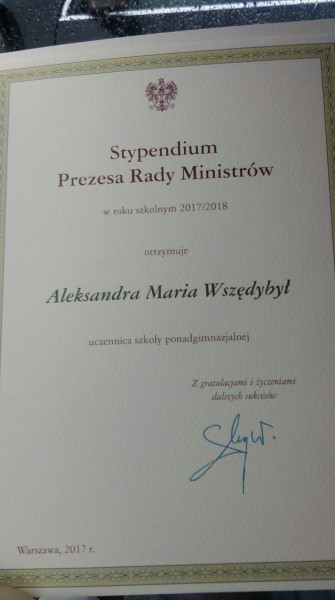 Stypendium
Prezesa Rady Ministrów
w roku szkolnym 2017/2018
otrzymuje
Aleksandra Maria Wszędybył
uczennica szkoły ponadgimnazjalnej
Z gratulacjami i życzeniami
dalszych sukcesów
Warszawa, 2017 r.